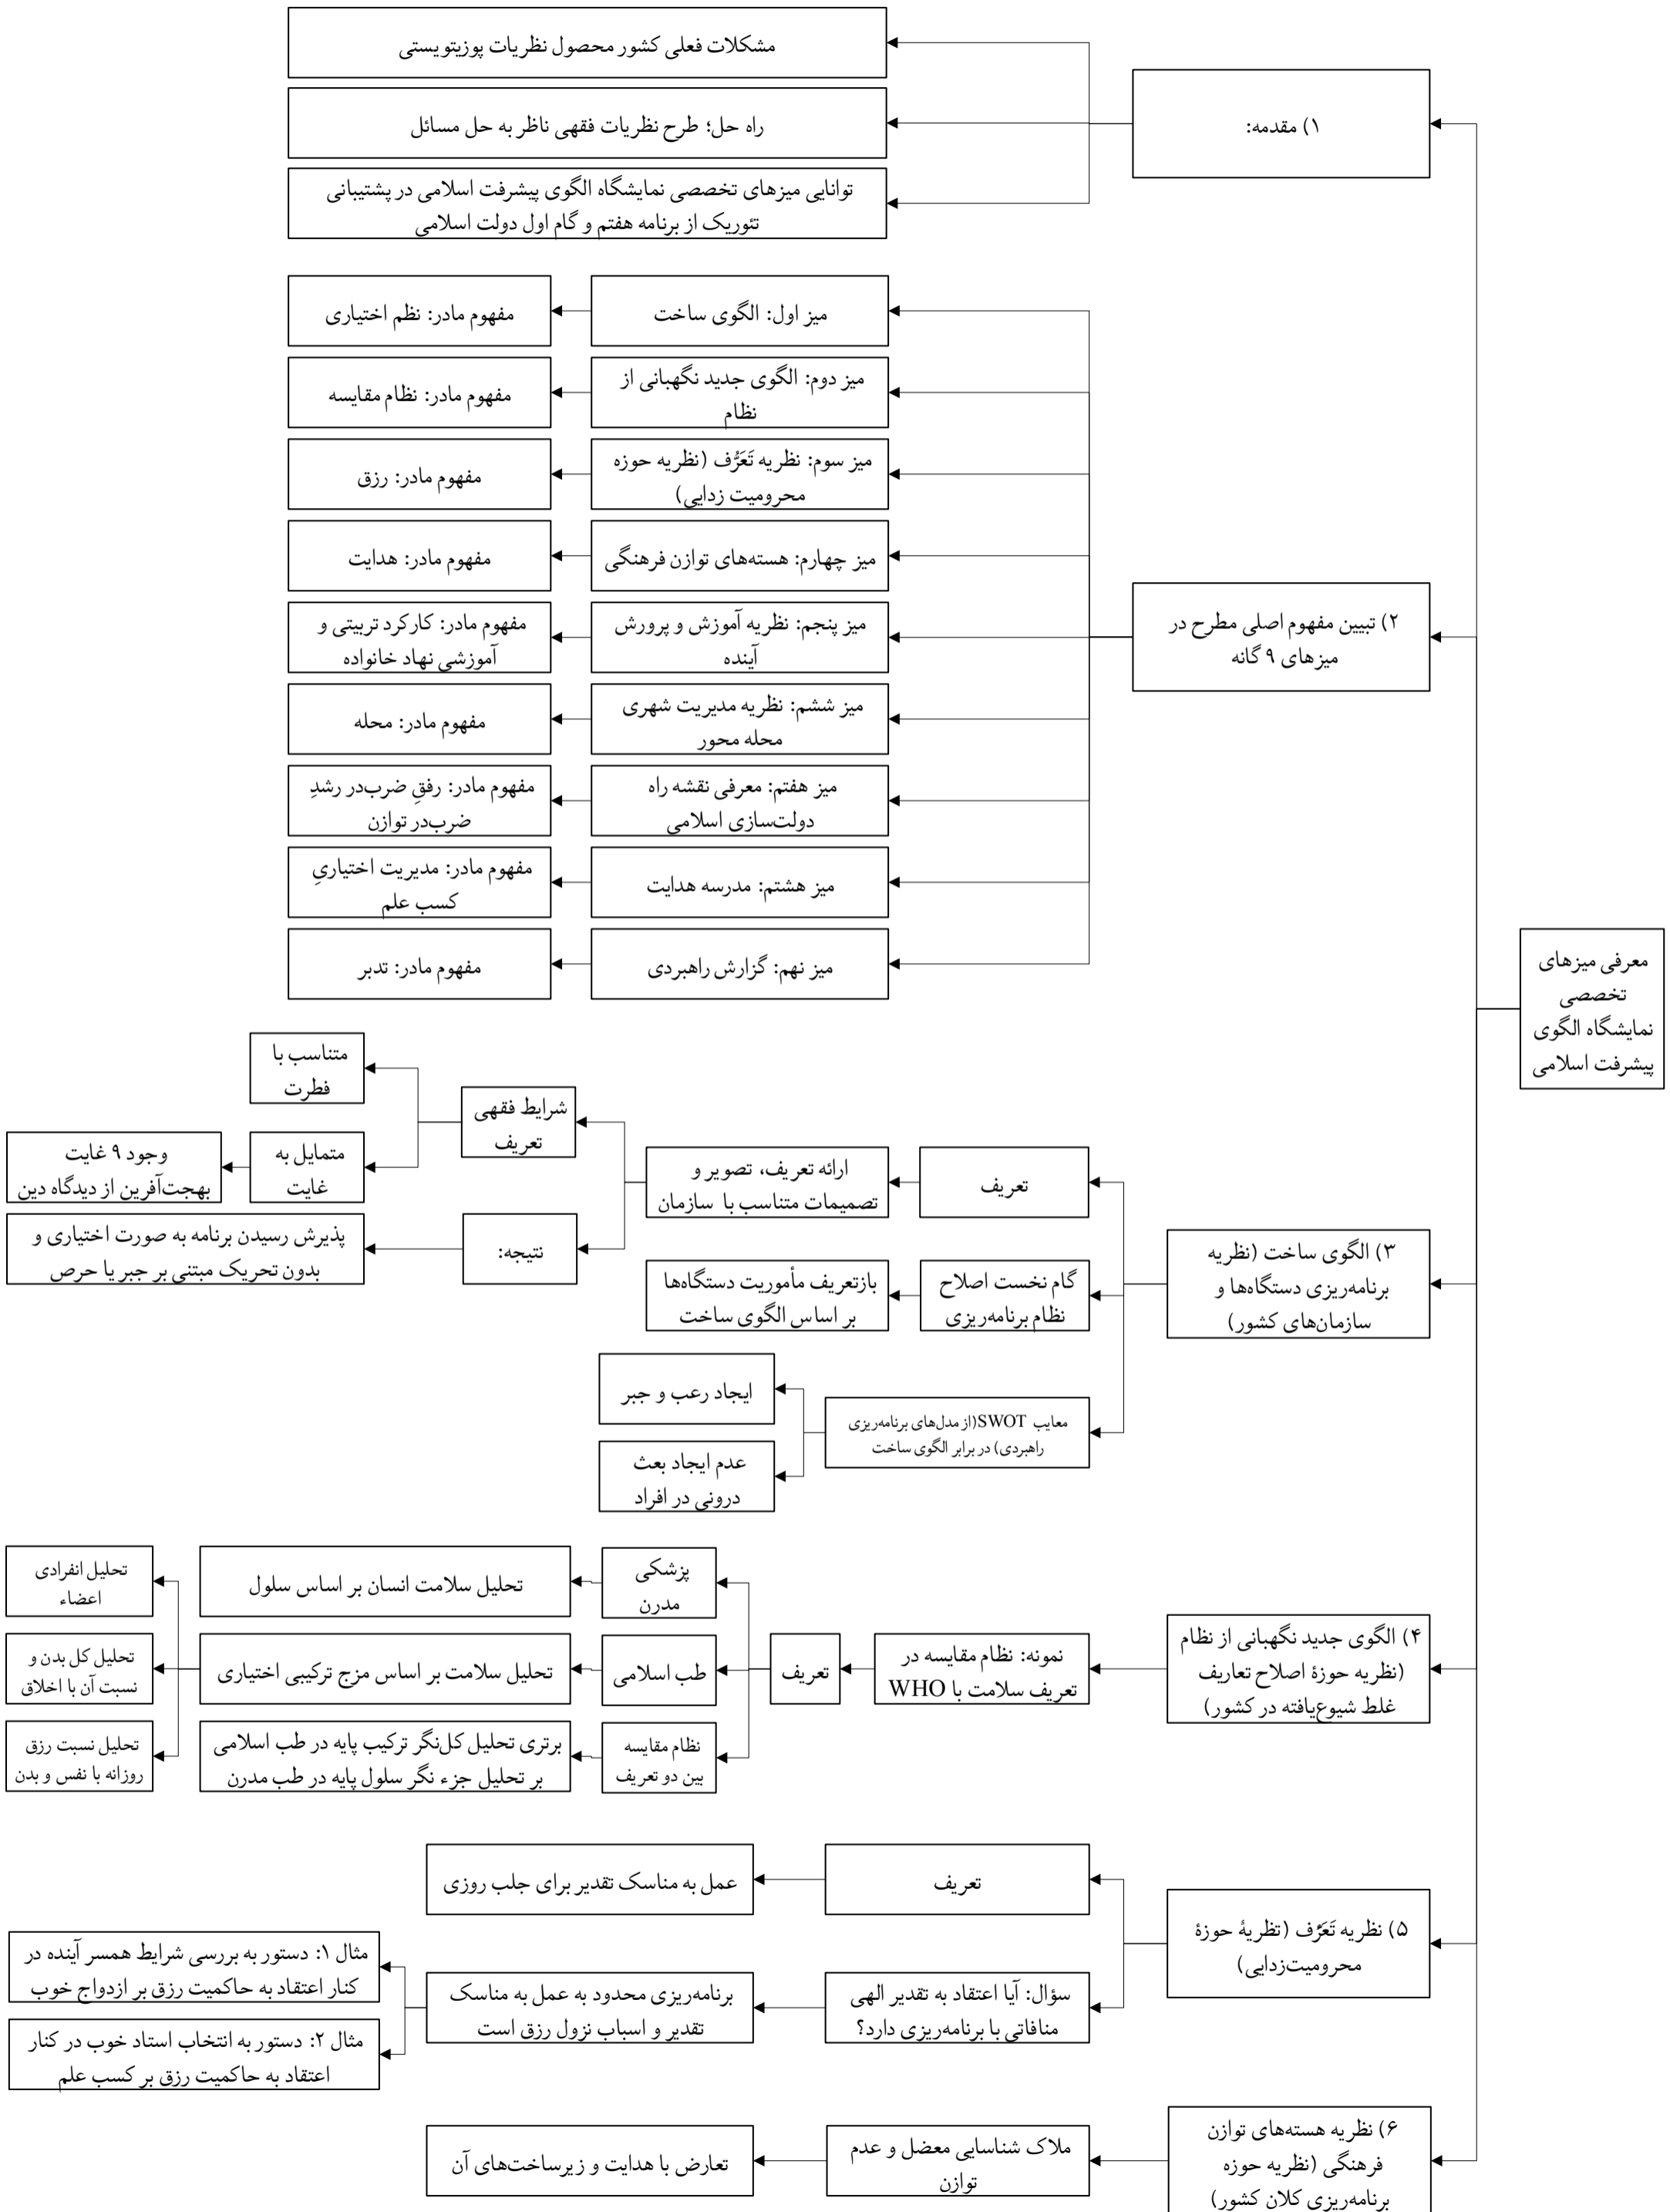 معرفی میزهای
تخصصی
نمایشگاه الگوی
پیشرفت اسلامی
۱) مقدمه:
مشکلات فعلی کشور محصول نظریات پوزیتویستی
راه حل؛ طرح نظریات فقهی ناظر به حل مسائل
توانایی میزهای تخصصی نمایشگاه الگوی پیشرفت اسلامی در پشتیبانی
تئوریک از برنامه هفتم و گام اول دولت اسلامی
۲) تبیین مفهوم اصلی مطرح در
میزهای ۹ گانه
میز اول: الگوی ساخت
مفهوم مادر: نظم اختیاری
میز دوم: الگوی جدید نگهبانی از
نظام
مفهوم مادر: نظام مقایسه
میز سوم: نظریه تَعَرُّف (نظریه حوزه
محرومیت زدایی)
مفهوم مادر: رزق
میز چهارم: هسته‌های توازن فرهنگی
مفهوم مادر: هدایت
میز پنجم: نظریه آموزش و پرورش
آینده
مفهوم مادر: کارکرد تربیتی و
آموزشی نهاد خانواده
میز ششم: نظریه مدیریت شهری
محله محور
مفهوم مادر: محله
میز هفتم: معرفی نقشه راه
دولت‌سازی اسلامی
مفهوم مادر: رفقِ ضرب‌در رشدِ
ضرب‌در توازن
میز هشتم: مدرسه هدایت
مفهوم مادر: مدیریت اختیاریِ
کسب علم
میز نهم: گزارش راهبردی
مفهوم مادر: تدبر
۳) الگوی ساخت (نظریه
برنامه‌ریزی دستگاه‌ها و
سازمان‌های کشور)
تعریف
ارائه تعریف، تصویر و
تصمیمات متناسب با سازمان
شرایط فقهی
تعریف
متناسب با
فطرت
متمایل به
غایت
وجود ۹ غایت
بهجت‌آفرین از دیدگاه دین
نتیجه:
پذیرش رسیدن برنامه به صورت اختیاری و
بدون تحریک مبتنی بر جبر یا حرص
گام نخست اصلاح
نظام برنامه‌ریزی
بازتعریف مأموریت دستگاه‌ها
بر اساس الگوی ساخت
معایب SWOT(از مدل‌های برنامه‌ریزی
راهبردی) در برابر الگوی ساخت
ایجاد رعب و جبر
عدم ایجاد بعث
درونی در افراد
۴) الگوی جدید نگهبانی از نظام
(نظریه حوزهٔ اصلاح تعاریف
غلط شیوع‌یافته در کشور)
نمونه: نظام مقایسه در
تعریف سلامت با WHO
تعریف
پزشکی
مدرن
تحلیل سلامت انسان بر اساس سلول
طب اسلامی
تحلیل سلامت بر اساس مزج ترکیبی اختیاری
تحلیل انفرادی
اعضاء
تحلیل کل بدن و
نسبت آن با اخلاق
تحلیل نسبت رزق
روزانه با نفس و بدن
نظام مقایسه
بین دو تعریف
برتری تحلیل کل‌نگر ترکیب پایه در طب اسلامی
بر تحلیل جزء نگر سلول پایه در طب مدرن
۵) نظریه تَعَرّف (تظریهٔ حوزهٔ
محرومیت‌زدایی)
تعریف
عمل به مناسک تقدیر برای جلب روزی
سؤال: آیا اعتقاد به تقدیر الهی
منافاتی با برنامه‌ریزی دارد؟
برنامه‌ریزی محدود به عمل به مناسک
تقدیر و اسباب نزول رزق است
مثال ۱: دستور به بررسی شرایط همسر آینده در
کنار اعتقاد به حاکمیت رزق بر ازدواج خوب
مثال ۲: دستور به انتخاب استاد خوب در کنار
اعتقاد به حاکمیت رزق بر کسب علم
۶) نظریه هسته‌های توازن
فرهنگی (نظریه حوزه
برنامه‌ریزی کلان کشور)
ملاک شناسایی معضل و عدم
توازن
تعارض با هدایت و زیرساخت‌های آن